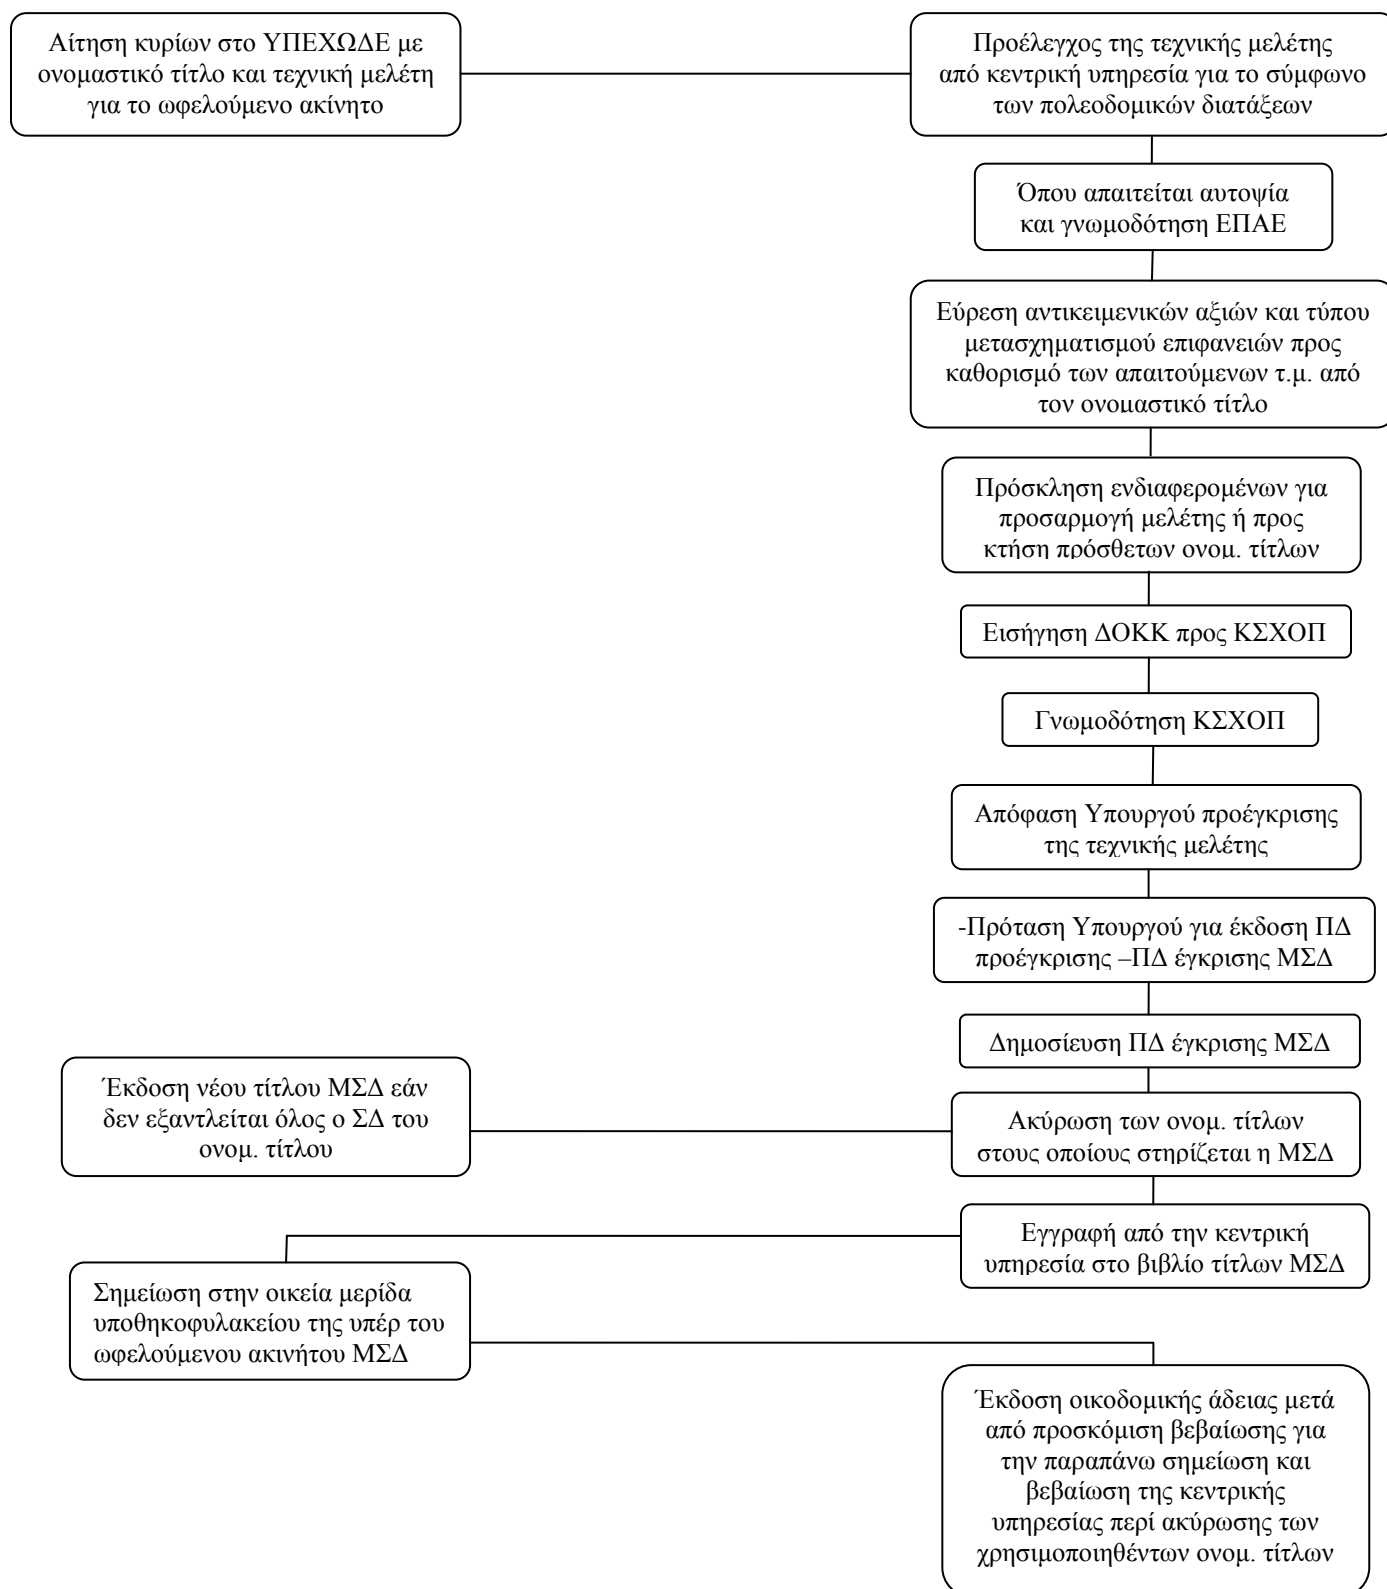 Αίτηση κυρίων στο ΥΠΕΧΩΔΕ με
ονομαστικό τίτλο και τεχνική μελέτη
για το ωφελούμενο ακίνητο
Προέλεγχος της τεχνικής μελέτης
από κεντρική υπηρεσία για το σύμφωνο
των πολεοδομικών διατάξεων
Όπου απαιτείται αυτοψία
και γνωμοδότηση ΕΠΑΕ
Εύρεση αντικειμενικών αξιών και τύπου
μετασχηματισμού επιφανειών προς
καθορισμό των απαιτούμενων τ.μ. από
τον ονομαστικό τίτλο
Πρόσκληση ενδιαφερομένων για
προσαρμογή μελέτης ή προς
κτήση πρόσθετων ονομ. τίτλων
Εισήγηση ΔΟΚΚ προς ΚΣΧΟΠ
Γνωμοδότηση ΚΣΧΟΠ
Απόφαση Υπουργού προέγκρισης
της τεχνικής μελέτης
-Πρόταση Υπουργού για έκδοση ΠΔ
προέγκρισης –ΠΔ έγκρισης ΜΣΔ
Δημοσίευση ΠΔ έγκρισης ΜΣΔ
Έκδοση νέου τίτλου ΜΣΔ εάν
δεν εξαντλείται όλος ο ΣΔ του
ονομ. τίτλου
Ακύρωση των ονομ. τίτλων
στους οποίους στηρίζεται η ΜΣΔ
Εγγραφή από την κεντρική
υπηρεσία στο βιβλίο τίτλων ΜΣΔ
Σημείωση στην οικεία μερίδα
υποθηκοφυλακείου της υπέρ του
ωφελούμενου ακινήτου ΜΣΔ
Έκδοση οικοδομικής άδειας μετά
από προσκόμιση βεβαίωσης για
την παραπάνω σημείωση και
βεβαίωση της κεντρικής
υπηρεσίας περί ακύρωσης των
χρησιμοποιηθέντων ονομ. τίτλων